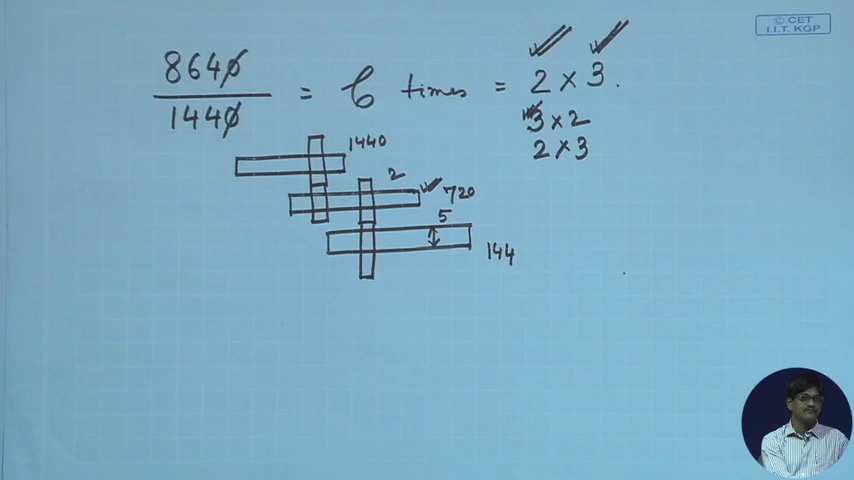 © CET
I.I.T. KGP
8640
1440
= 6 times = 2 × 3.
3 × 2
2 × 3
1440
2
720
5
144